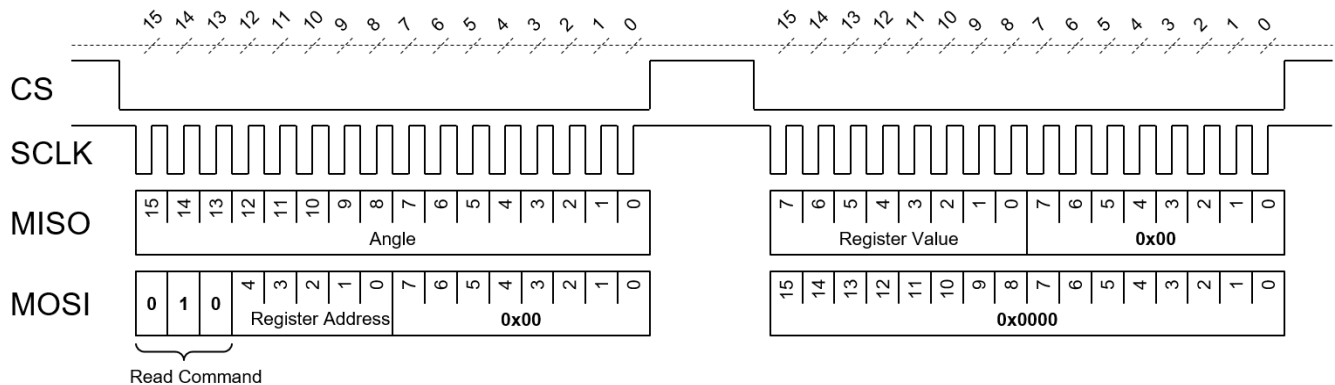 15 14 13 12 11 10 9 8 7 6 5 4 3 2 1 0 15 14 13 12 11 10 9 8 7 6 5 4 3 2 1 0
CS
SCLK
MISO 15 14 13 12 11 10 9 8 7 6 5 4 3 2 1 0 7 6 5 4 3 2 1 0 7 6 5 4 3 2 1 0
Angle Register Value 0x00
MOSI 0 1 0 4 3 2 1 0 7 6 5 4 3 2 1 0 15 14 13 12 11 10 9 8 7 6 5 4 3 2 1 0
Register Address 0x00 0x0000
Read Command